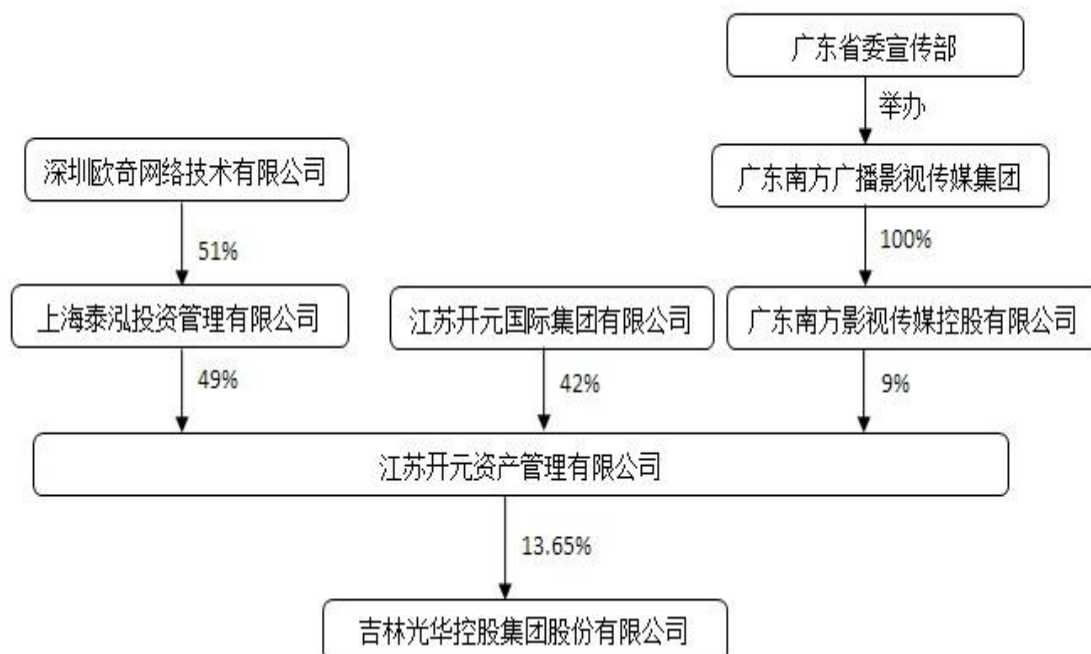 广东省委宣传部
举办
深圳欧奇网络技术有限公司
广东南方广播影视传媒集团
51%
100%
上海泰泓投资管理有限公司
江苏开元国际集团有限公司
广东南方影视传媒控股有限公司
49%
42%
9%
江苏开元资产管理有限公司
13.65%
吉林光华控股集团股份有限公司